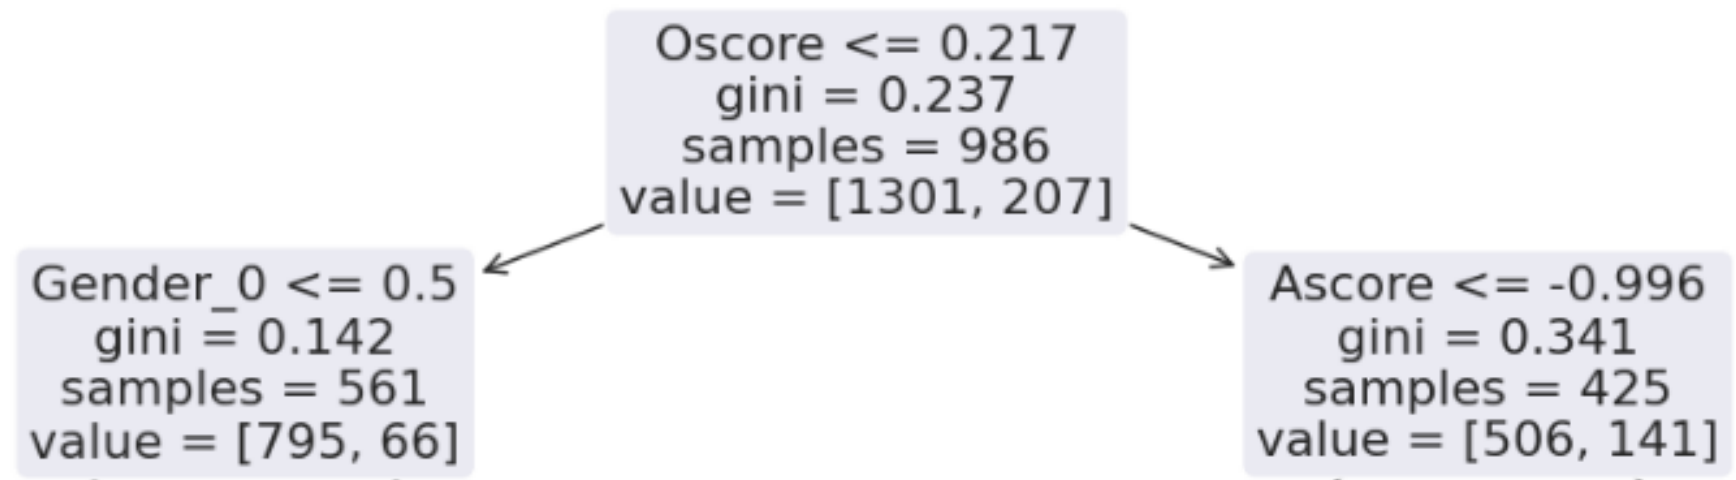 Oscore <= 0.217
gini = 0.237
samples = 986
value = [1301, 207]
Gender_0 <= 0.5
gini = 0.142
samples = 561
value = [795, 66]
Ascore <= -0.996
gini = 0.341
samples = 425
value = [506, 141]